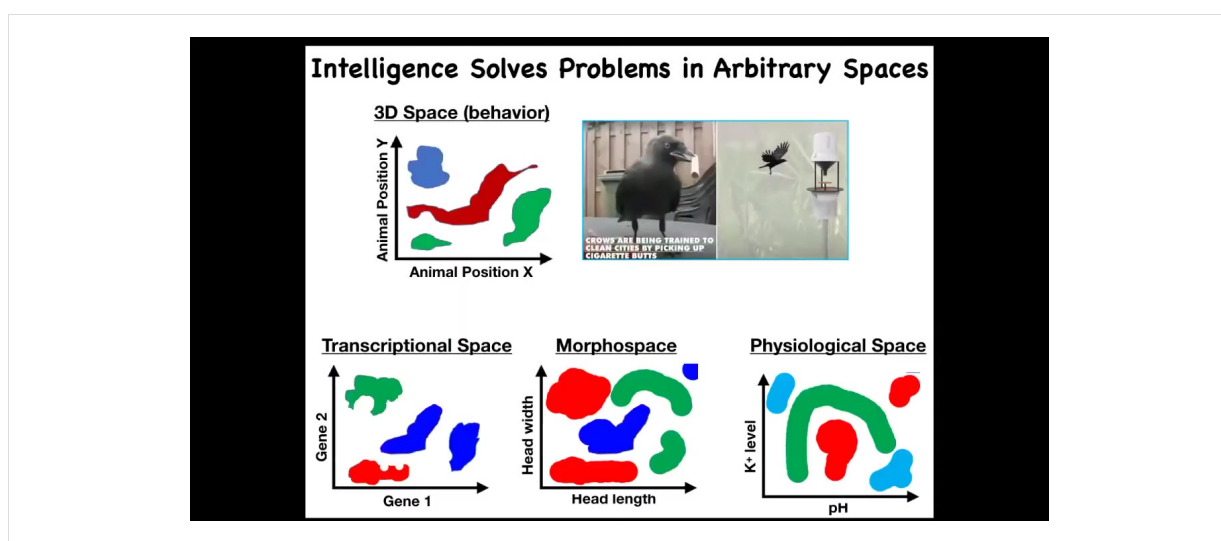 Intelligence Solves Problems in Arbitrary Spaces
3D Space (behavior)
Animal Position Y
Animal Position X
CROWS ARE BEING TRAINED TO
CLEAN CITIES BY PICKING UP
CIGARETTE BUTTS
Transcriptional Space
Gene 2
Gene 1
Morphospace
Head width
Head length
Physiological Space
K⁺ level
pH